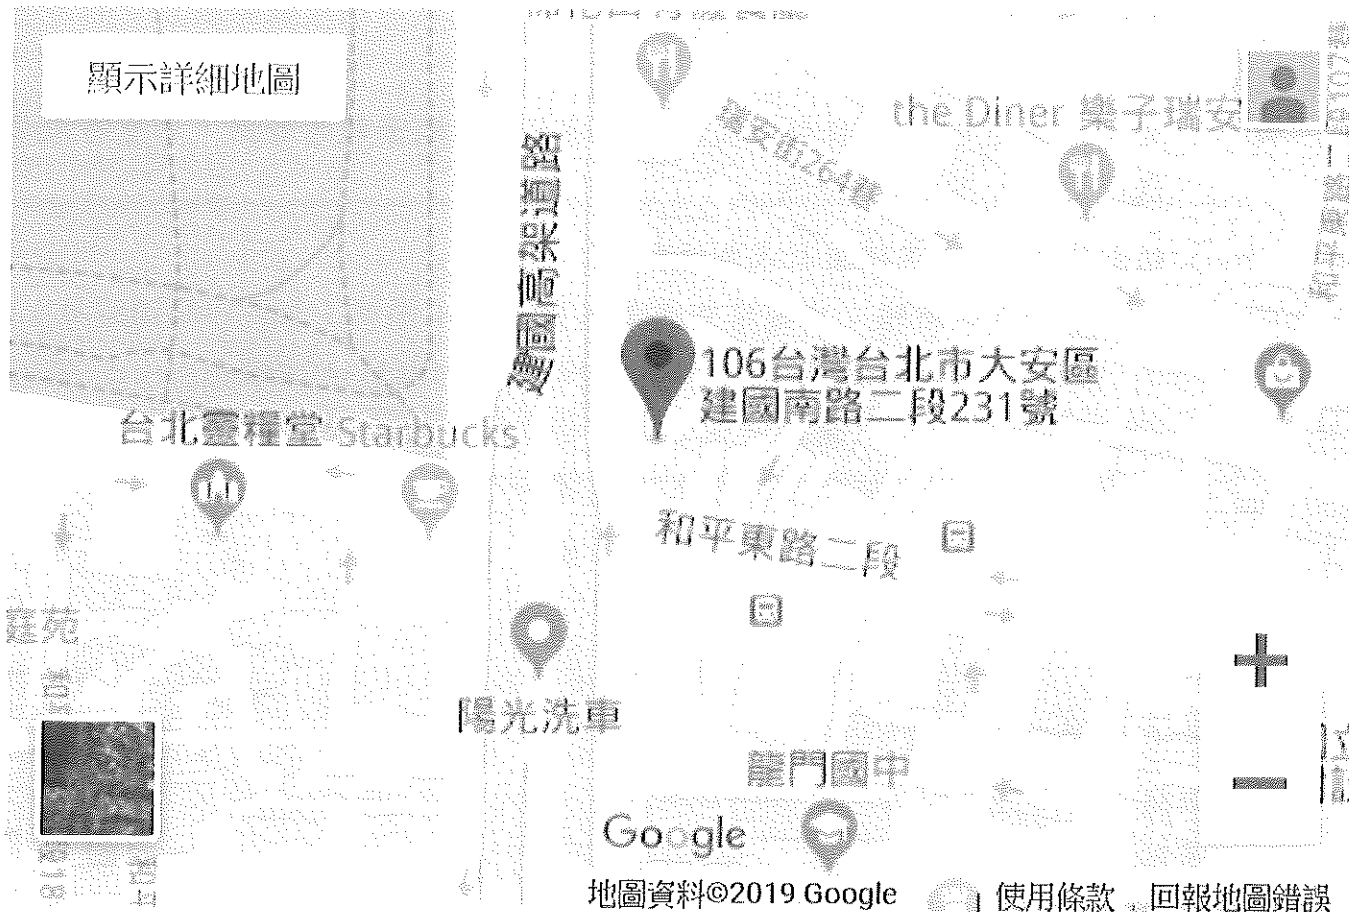 顯示詳細地圖
the Diner 樂子瑞安
瑞安街264巷
建國高架道路
106台灣台北市大安區
建國南路二段231號
台北靈糧堂 Starbucks
和平東路二段
庭苑
陽光洗車
龍門國中
Google
地圖資料©2019 Google 使用條款 回報地圖錯誤